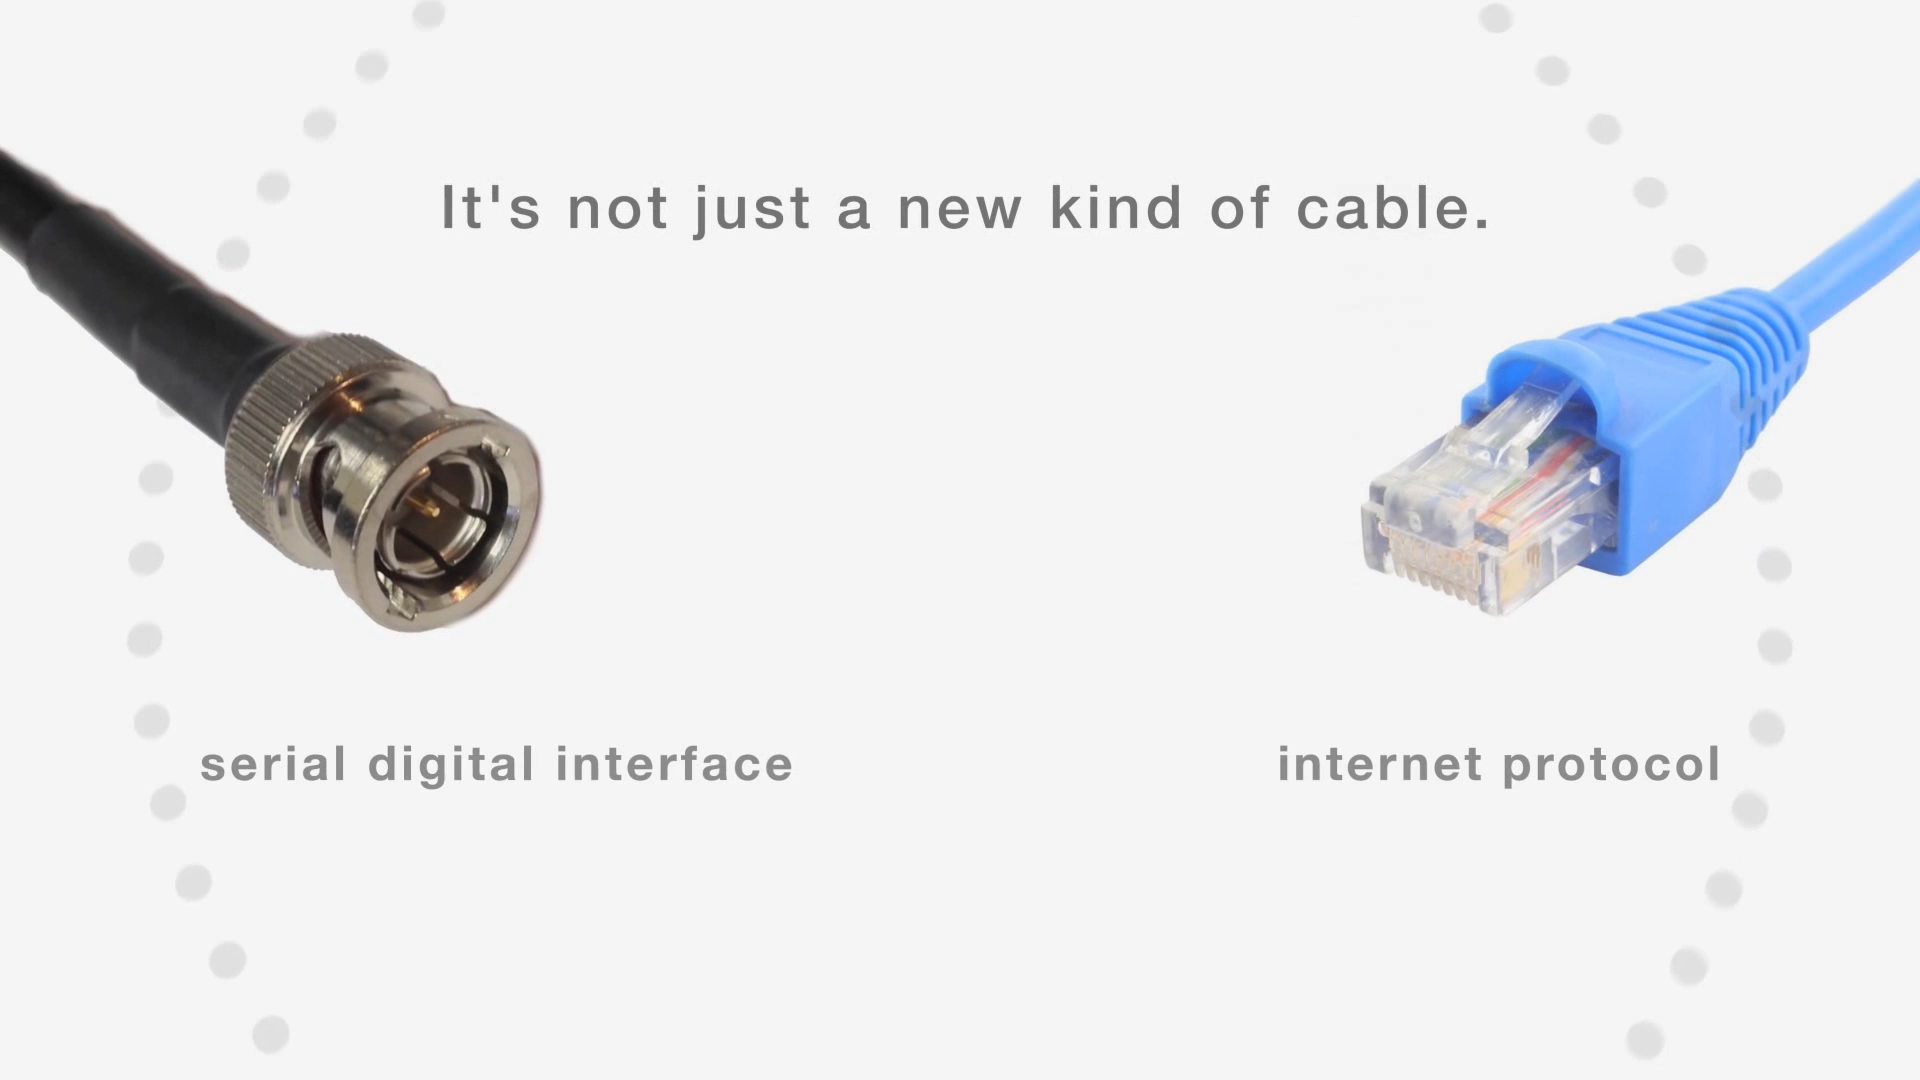 It's not just a new kind of cable.
serial digital interface
internet protocol